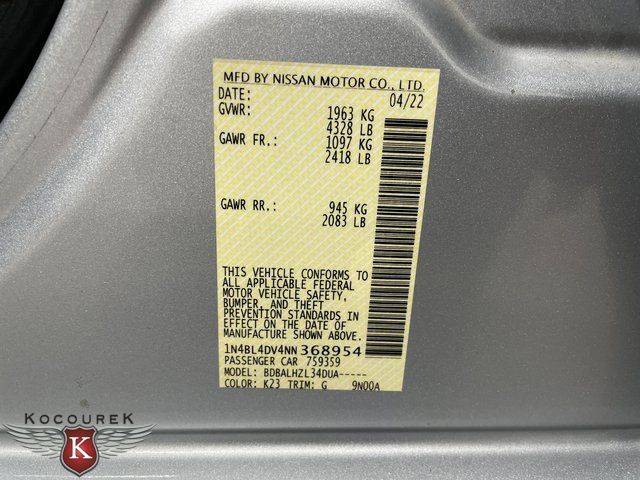 MFD BY NISSAN MOTOR CO., LTD.
DATE: 04/22
GVWR: 1963 KG
4328 LB
GAWR FR.: 1097 KG
2418 LB
GAWR RR.: 945 KG
2083 LB
THIS VEHICLE CONFORMS TO
ALL APPLICABLE FEDERAL
MOTOR VEHICLE SAFETY,
BUMPER, AND THEFT
PREVENTION STANDARDS IN
EFFECT ON THE DATE OF
MANUFACTURE SHOWN ABOVE.
1N4BL4DV4NN368954
PASSENGER CAR 759359
MODEL: BDBALHZL34DUA-----
COLOR: K23 TRIM: G 9N00A
KOCOUREK
K